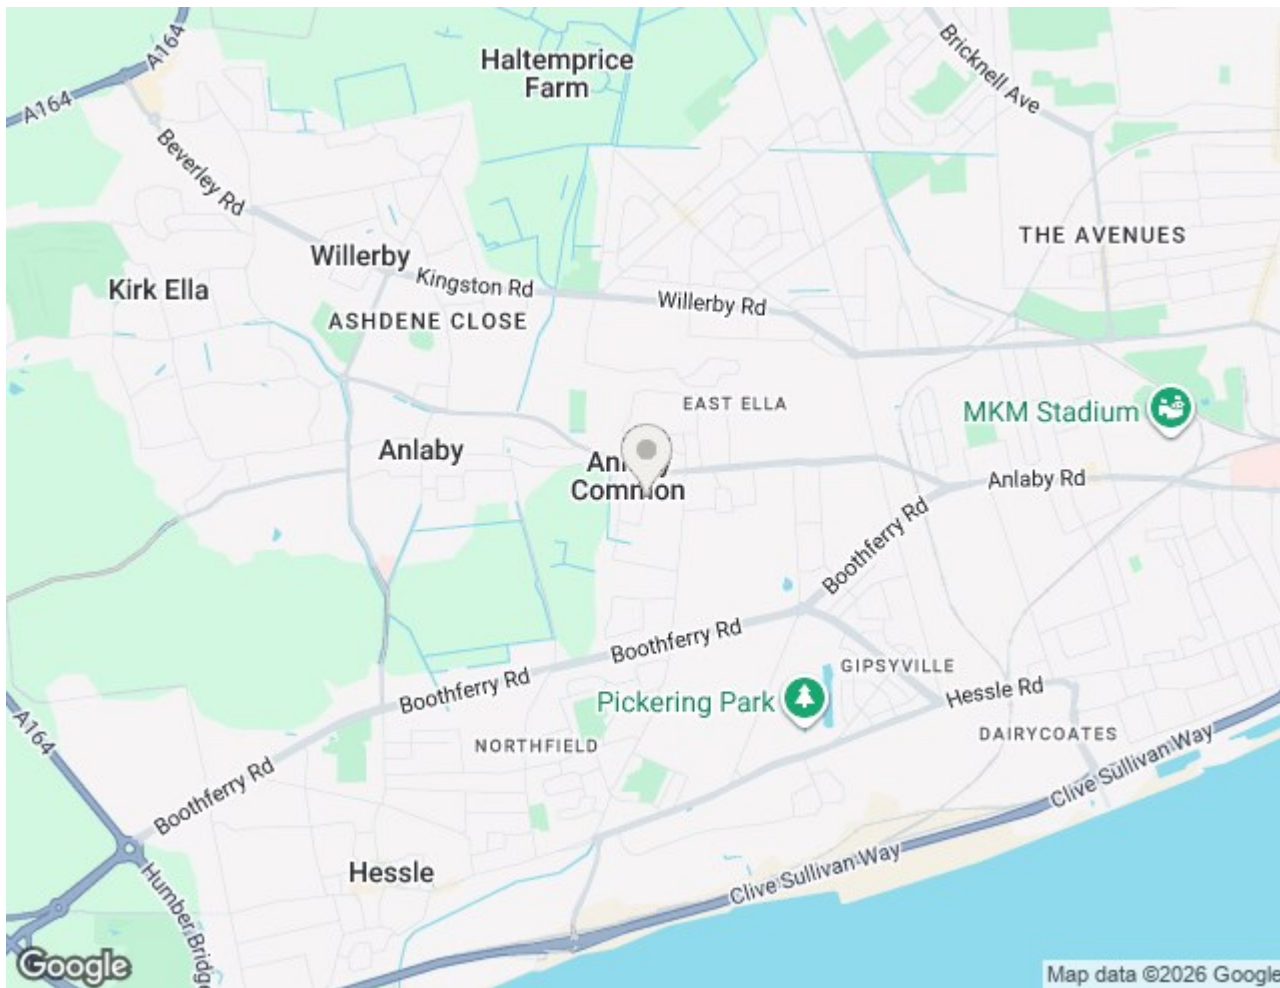 A164
A164
Haltemprice
Farm
Bricknell Ave
Beverley Rd
THE AVENUES
Willerby
Kirk Ella
Kingston Rd
Willerby Rd
ASHDENE CLOSE
EAST ELLA
MKM Stadium
Anlaby
Common
Anlaby Rd
Boothferry Rd
Boothferry Rd
GIPSYVILLE
Boothferry Rd
Pickering Park
Hessle Rd
A164
NORTHFIELD
DAIRYCOATES
Clive Sullivan Way
Boothferry Rd
Hessle
Clive Sullivan Way
Humber Bridge
Google
Map data ©2026 Google